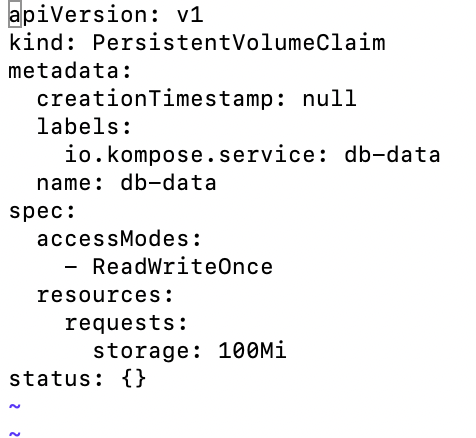 apiVersion: v1
kind: PersistentVolumeClaim
metadata:
  creationTimestamp: null
  labels:
    io.kompose.service: db-data
  name: db-data
spec:
  accessModes:
    - ReadWriteOnce
  resources:
    requests:
      storage: 100Mi
status: {}
~
~